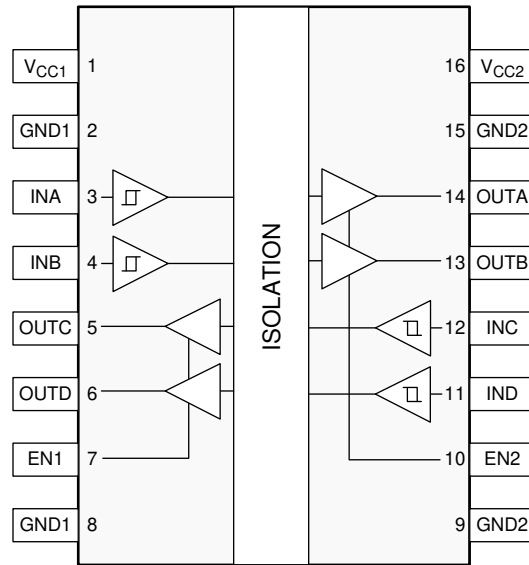 VCC1 1 16 VCC2
GND1 2 15 GND2
INA 3 14 OUTA
INB 4 13 OUTB
OUTC 5 12 INC
OUTD 6 11 IND
EN1 7 10 EN2
GND1 8 9 GND2
ISOLATION